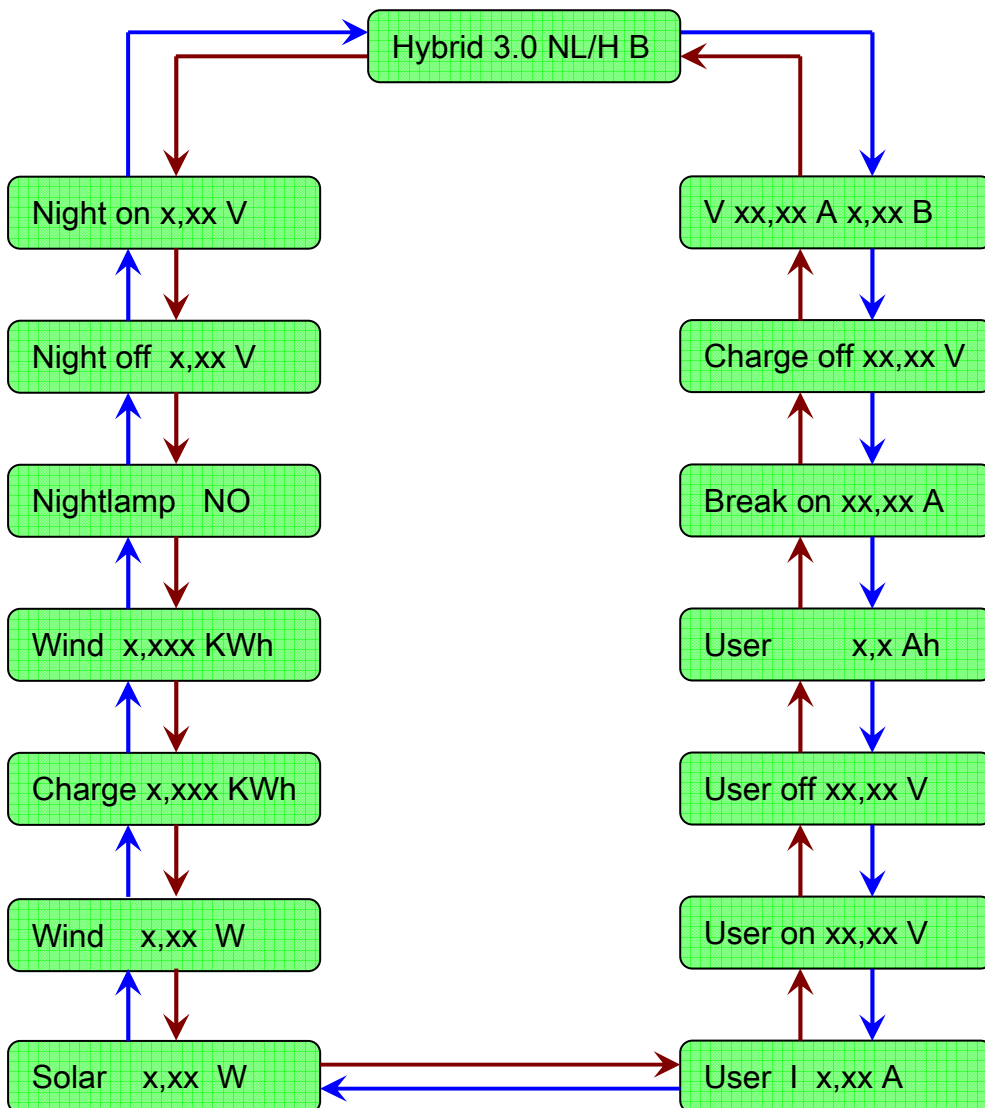 Hybrid 3.0 NL/H B
Night on x,xx V
V xx,xx A x,xx B
Night off x,xx V
Charge off xx,xx V
Nightlamp NO
Break on xx,xx A
Wind x,xxx KWh
User x,x Ah
Charge x,xxx KWh
User off xx,xx V
Wind x,xx W
User on xx,xx V
Solar x,xx W
User I x,xx A